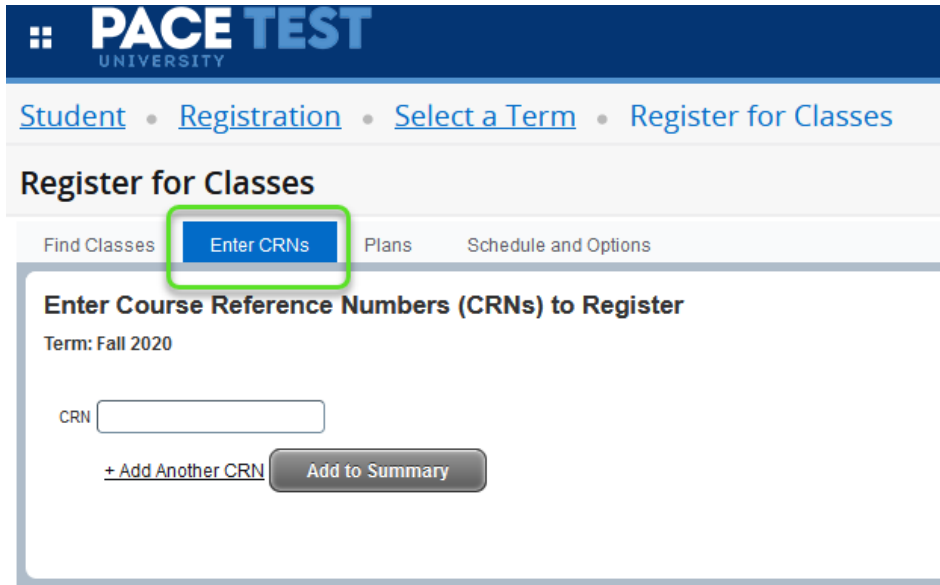 PACE TEST
UNIVERSITY
Student • Registration • Select a Term • Register for Classes
Register for Classes
Find Classes Enter CRNs Plans Schedule and Options
Enter Course Reference Numbers (CRNs) to Register
Term: Fall 2020
CRN
+ Add Another CRN Add to Summary